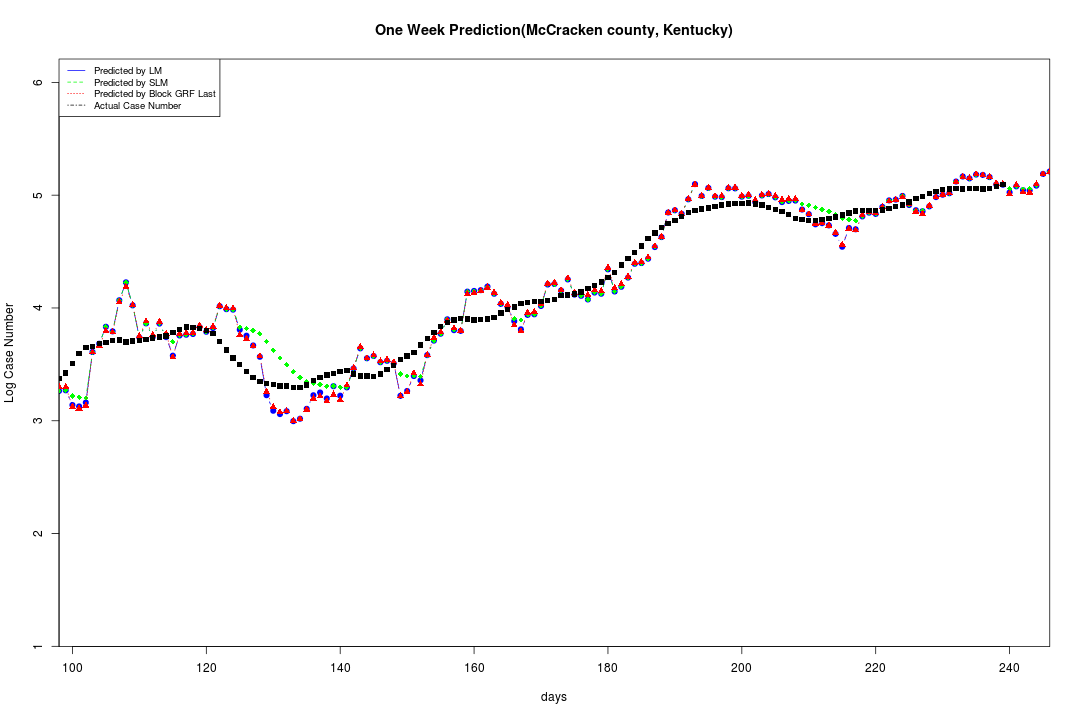 One Week Prediction(McCracken county, Kentucky)
Predicted by LM
Predicted by SLM
Predicted by Block GRF Last
Actual Case Number
6
5
4
3
2
1
Log Case Number
100 120 140 160 180 200 220 240
days